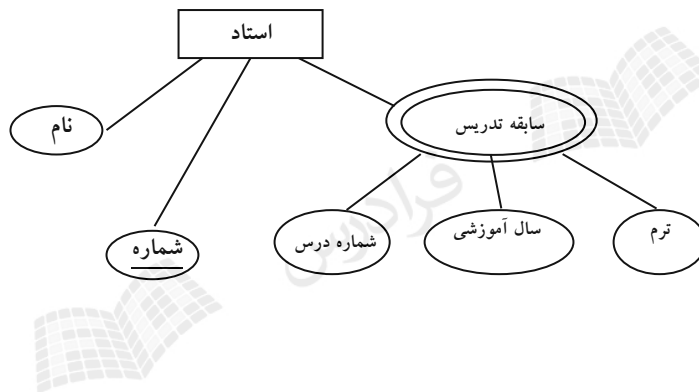 استاد
نام
سابقه تدریس
شماره
شماره درس
سال آموزشی
ترم
فرادرس